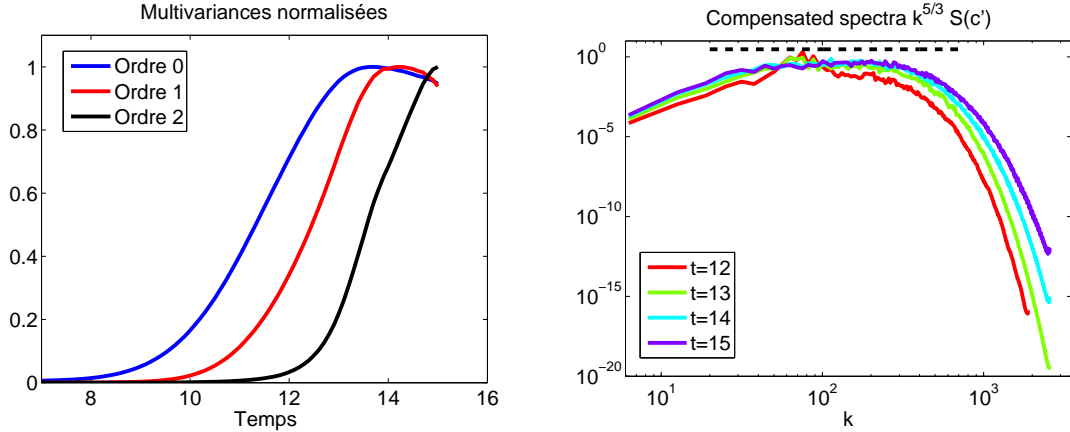 Multivariances normalisées
1
0.8
0.6
0.4
0.2
0
Ordre 0
Ordre 1
Ordre 2
8
10
12
14
16
Temps
Compensated spectra k^{5/3} S(c')
10^0
10^{-5}
10^{-10}
10^{-15}
10^{-20}
t=12
t=13
t=14
t=15
10^1
10^2
10^3
k